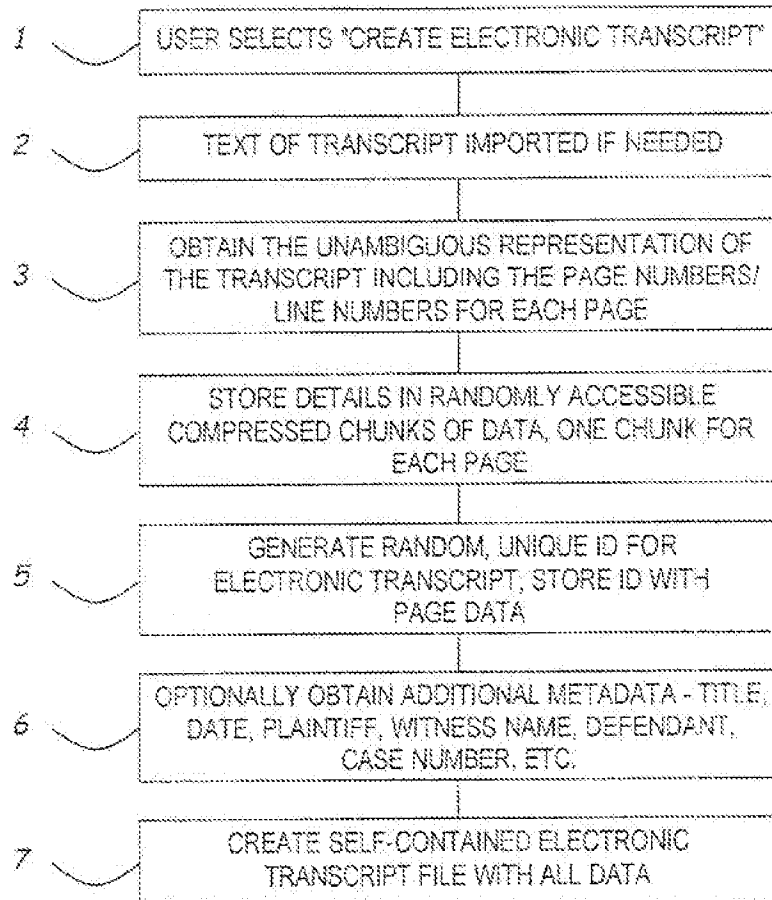 1
USER SELECTS "CREATE ELECTRONIC TRANSCRIPT"
2
TEXT OF TRANSCRIPT IMPORTED IF NEEDED
3
OBTAIN THE UNAMBIGUOUS REPRESENTATION OF
THE TRANSCRIPT INCLUDING THE PAGE NUMBERS/
LINE NUMBERS FOR EACH PAGE
4
STORE DETAILS IN RANDOMLY ACCESSIBLE
COMPRESSED CHUNKS OF DATA, ONE CHUNK FOR
EACH PAGE
5
GENERATE RANDOM, UNIQUE ID FOR
ELECTRONIC TRANSCRIPT; STORE ID WITH
PAGE DATA
6
OPTIONALLY OBTAIN ADDITIONAL METADATA - TITLE,
DATE, PLAINTIFF, WITNESS NAME, DEFENDANT,
CASE NUMBER, ETC.
7
CREATE SELF-CONTAINED ELECTRONIC
TRANSCRIPT FILE WITH ALL DATA